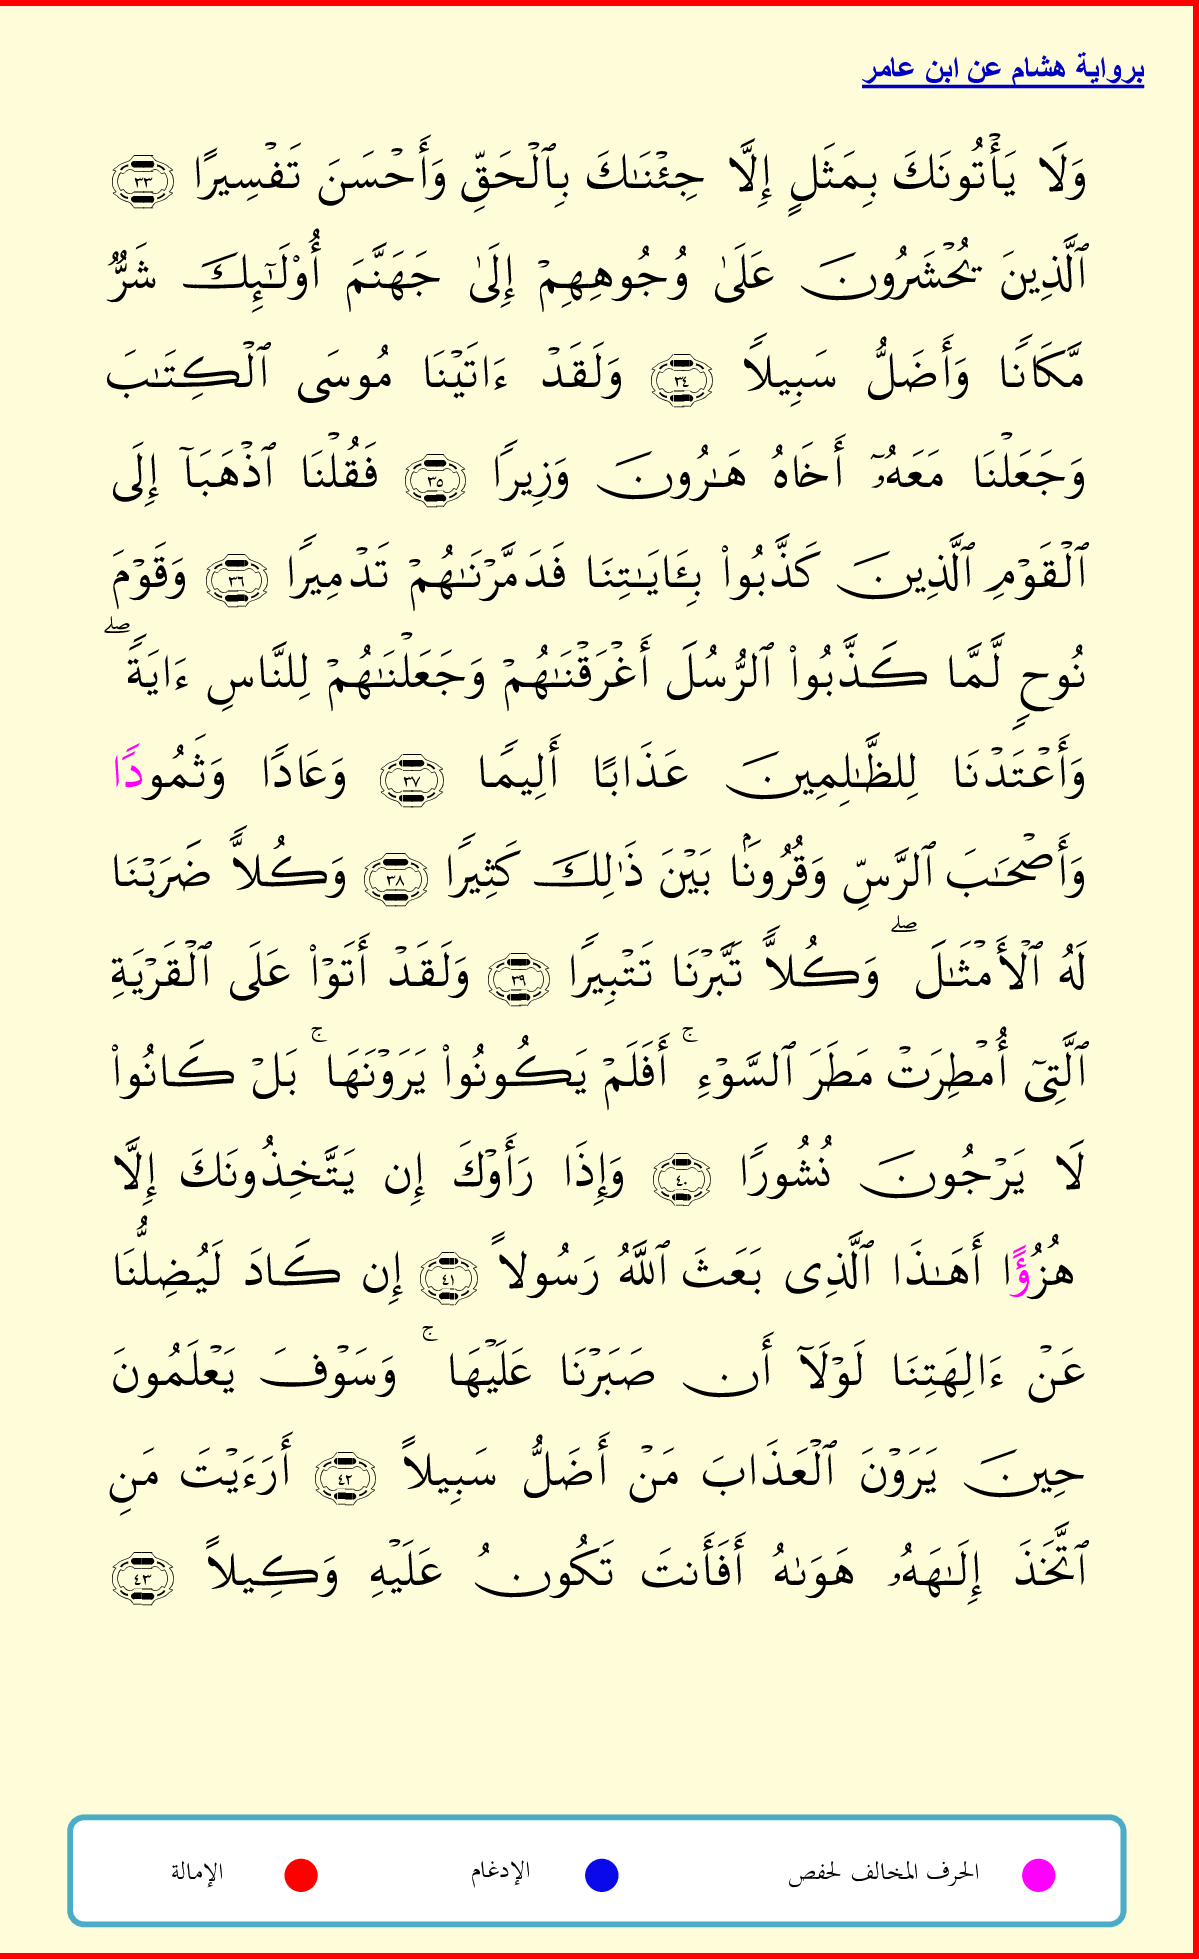 برواية هشام عن ابن عامر
وَلَا يَأۡتُونَكَ بِمَثَلٍ إِلَّا جِئۡنَـٰكَ بِٱلۡحَقِّ وَأَحۡسَنَ تَفۡسِيرًا ٣٣
ٱلَّذِينَ يُحۡشَرُونَ عَلَىٰ وُجُوهِهِمۡ إِلَىٰ جَهَنَّمَ أُوْلَـٰٓئِكَ شَرٌّ
مَّكَانًا وَأَضَلُّ سَبِيلًا ٣٤ وَلَقَدۡ ءَاتَيۡنَا مُوسَى ٱلۡكِتَـٰبَ
وَجَعَلۡنَا مَعَهُۥٓ أَخَاهُ هَـٰرُونَ وَزِيرًا ٣٥ فَقُلۡنَا ٱذۡهَبَآ إِلَى
ٱلۡقَوۡمِ ٱلَّذِينَ كَذَّبُواْ بِـَٔايَـٰتِنَا فَدَمَّرۡنَـٰهُمۡ تَدۡمِيرًا ٣٦ وَقَوۡمَ
نُوحٍ لَّمَّا كَذَّبُواْ ٱلرُّسُلَ أَغۡرَقۡنَـٰهُمۡ وَجَعَلۡنَـٰهُمۡ لِلنَّاسِ ءَايَةًۖ
وَأَعۡتَدۡنَا لِلظَّـٰلِمِينَ عَذَابًا أَلِيمًا ٣٧ وَعَادًا وَثَمُودًا
وَأَصۡحَـٰبَ ٱلرَّسِّ وَقُرُونَۢا بَيۡنَ ذَٰلِكَ كَثِيرًا ٣٨ وَكُلًّا ضَرَبۡنَا
لَهُ ٱلۡأَمۡثَـٰلَۖ وَكُلًّا تَبَّرۡنَا تَتۡبِيرًا ٣٩ وَلَقَدۡ أَتَوۡاْ عَلَى ٱلۡقَرۡيَةِ
ٱلَّتِىٓ أُمۡطِرَتۡ مَطَرَ ٱلسَّوۡءِۚ أَفَلَمۡ يَكُونُواْ يَرَوۡنَهَاۚ بَلۡ كَانُواْ
لَا يَرۡجُونَ نُشُورًا ٤٠ وَإِذَا رَأَوۡكَ إِن يَتَّخِذُونَكَ إِلَّا
هُزُؤًا أَهَـٰذَا ٱلَّذِى بَعَثَ ٱللَّهُ رَسُولًا ٤١ إِن كَادَ لَيُضِلُّنَا
عَنۡ ءَالِهَتِنَا لَوۡلَآ أَن صَبَرۡنَا عَلَيۡهَاۚ وَسَوۡفَ يَعۡلَمُونَ
حِينَ يَرَوۡنَ ٱلۡعَذَابَ مَنۡ أَضَلُّ سَبِيلًا ٤٢ أَرَءَيۡتَ مَنِ
ٱتَّخَذَ إِلَـٰهَهُۥ هَوَىٰهُ أَفَأَنتَ تَكُونُ عَلَيۡهِ وَكِيلًا ٤٣
الحرف المخالف لحفص الإدغام الإمالة